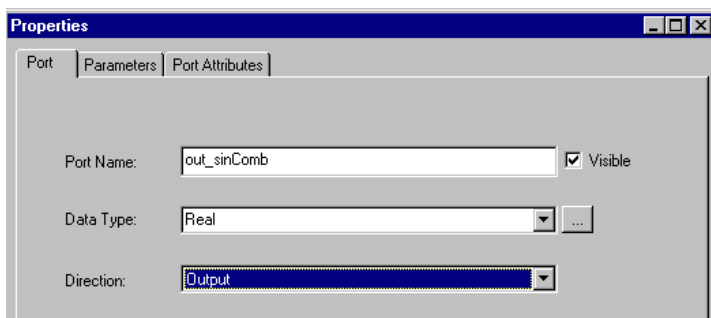 Properties
Port Parameters Port Attributes
Port Name: out_sinComb Visible
Data Type: Real ...
Direction: Output